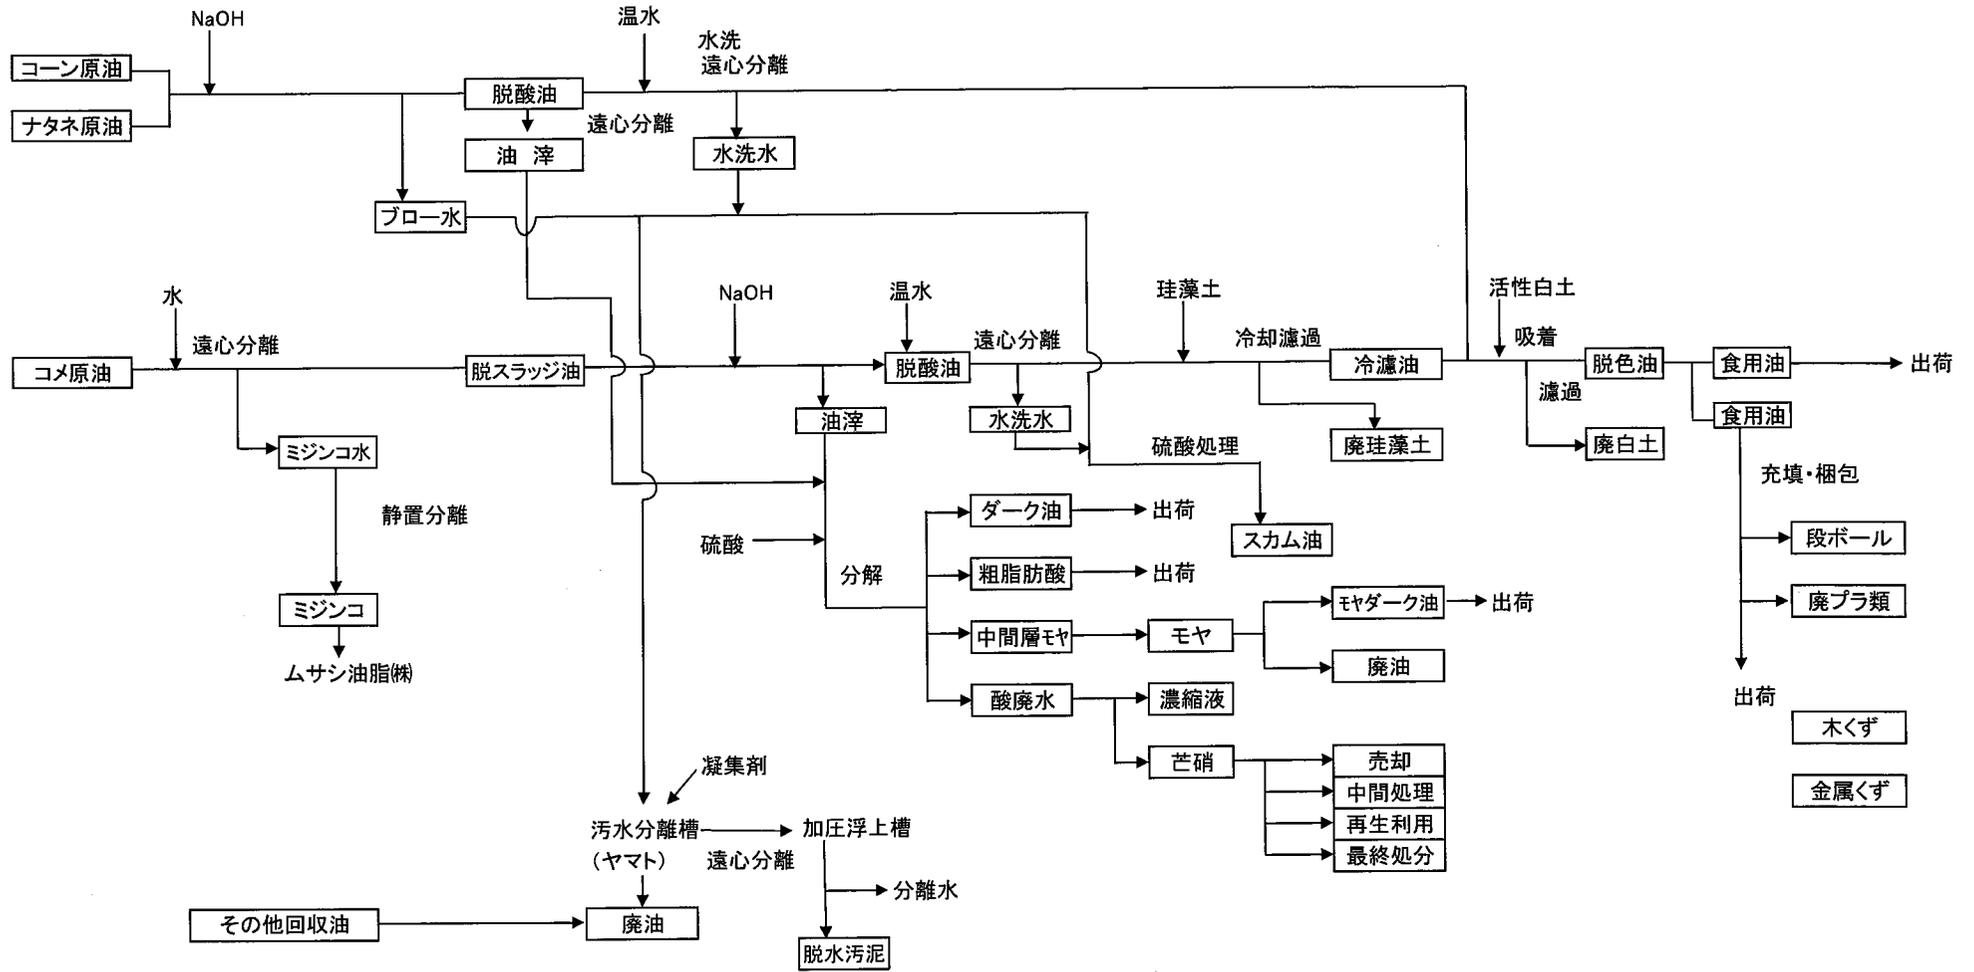 NaOH
温水
水洗
遠心分離
コーン原油
ナタネ原油
脱酸油
遠心分離
油　滓
水洗水
ブロー水
水
遠心分離
NaOH
温水
遠心分離
珪藻土
冷却濾過
活性白土
吸着
コメ原油
脱スラッジ油
脱酸油
冷濾油
脱色油
食用油
出荷
濾過
食用油
油滓
水洗水
硫酸処理
廃珪藻土
廃白土
ミジンコ水
充填・梱包
静置分離
ダーク油
出荷
スカム油
段ボール
硫酸
分解
粗脂肪酸
出荷
ミジンコ
モヤダーク油
出荷
廃プラ類
中間層モヤ
モヤ
廃油
ムサシ油脂㈱
酸廃水
濃縮液
出荷
木くず
凝集剤
芒硝
売却
中間処理
再生利用
最終処分
金属くず
汚水分離槽
（ヤマト）
遠心分離
加圧浮上槽
分離水
その他回収油
廃油
脱水汚泥